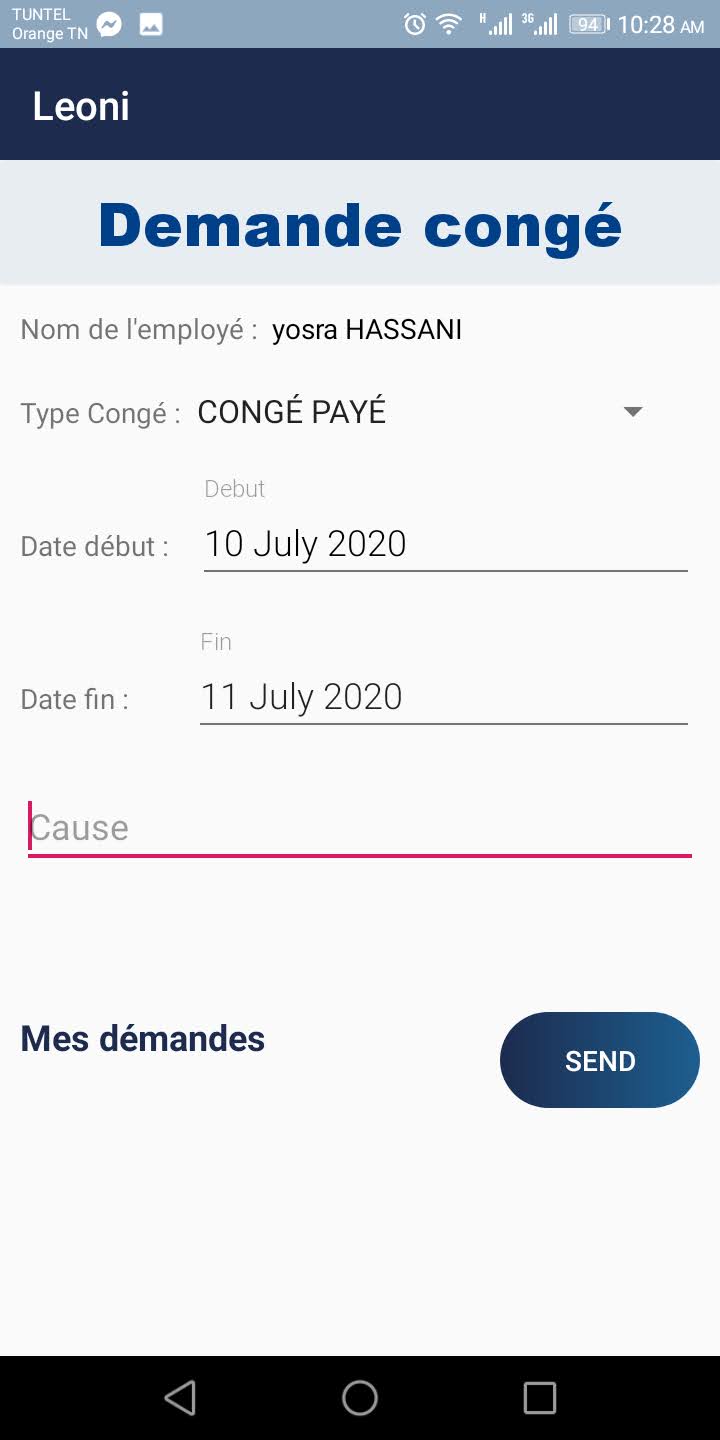 TUNTEL
Orange TN
H 3G 94 10:28 AM
Leoni
Demande congé
Nom de l'employé : yosra HASSANI
Type Congé : CONGÉ PAYÉ
Debut
Date début : 10 July 2020
Fin
Date fin : 11 July 2020
Cause
Mes démandes
SEND